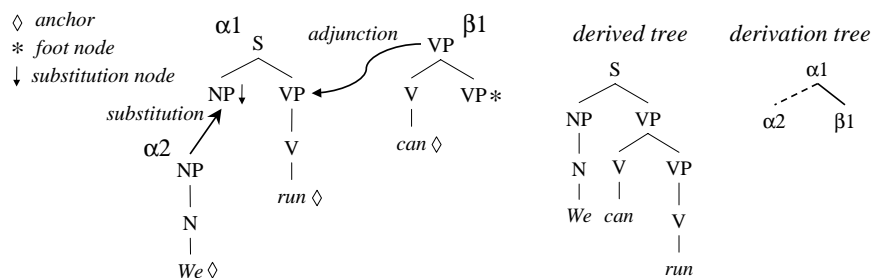 ◊ anchor
* foot node
↓ substitution node
α1
S
NP↓ VP
substitution
V
run ◊
α2
NP
N
We ◊
adjunction
β1
VP
V VP*
can ◊
derived tree
S
NP VP
N V VP
We can V
run
derivation tree
α1
α2 β1